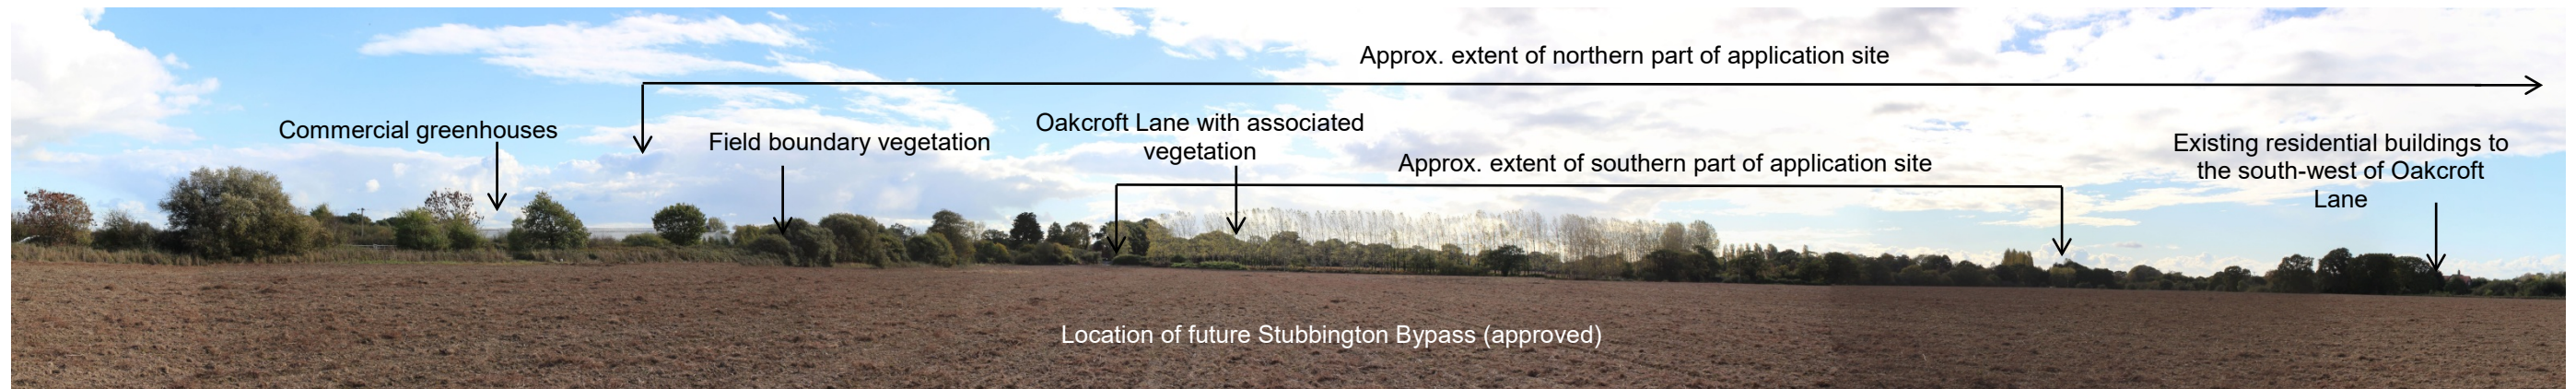 Approx. extent of northern part of application site
Commercial greenhouses
Field boundary vegetation
Oakcroft Lane with associated
vegetation
Approx. extent of southern part of application site
Existing residential buildings to
the south-west of Oakcroft
Lane
Location of future Stubbington Bypass (approved)